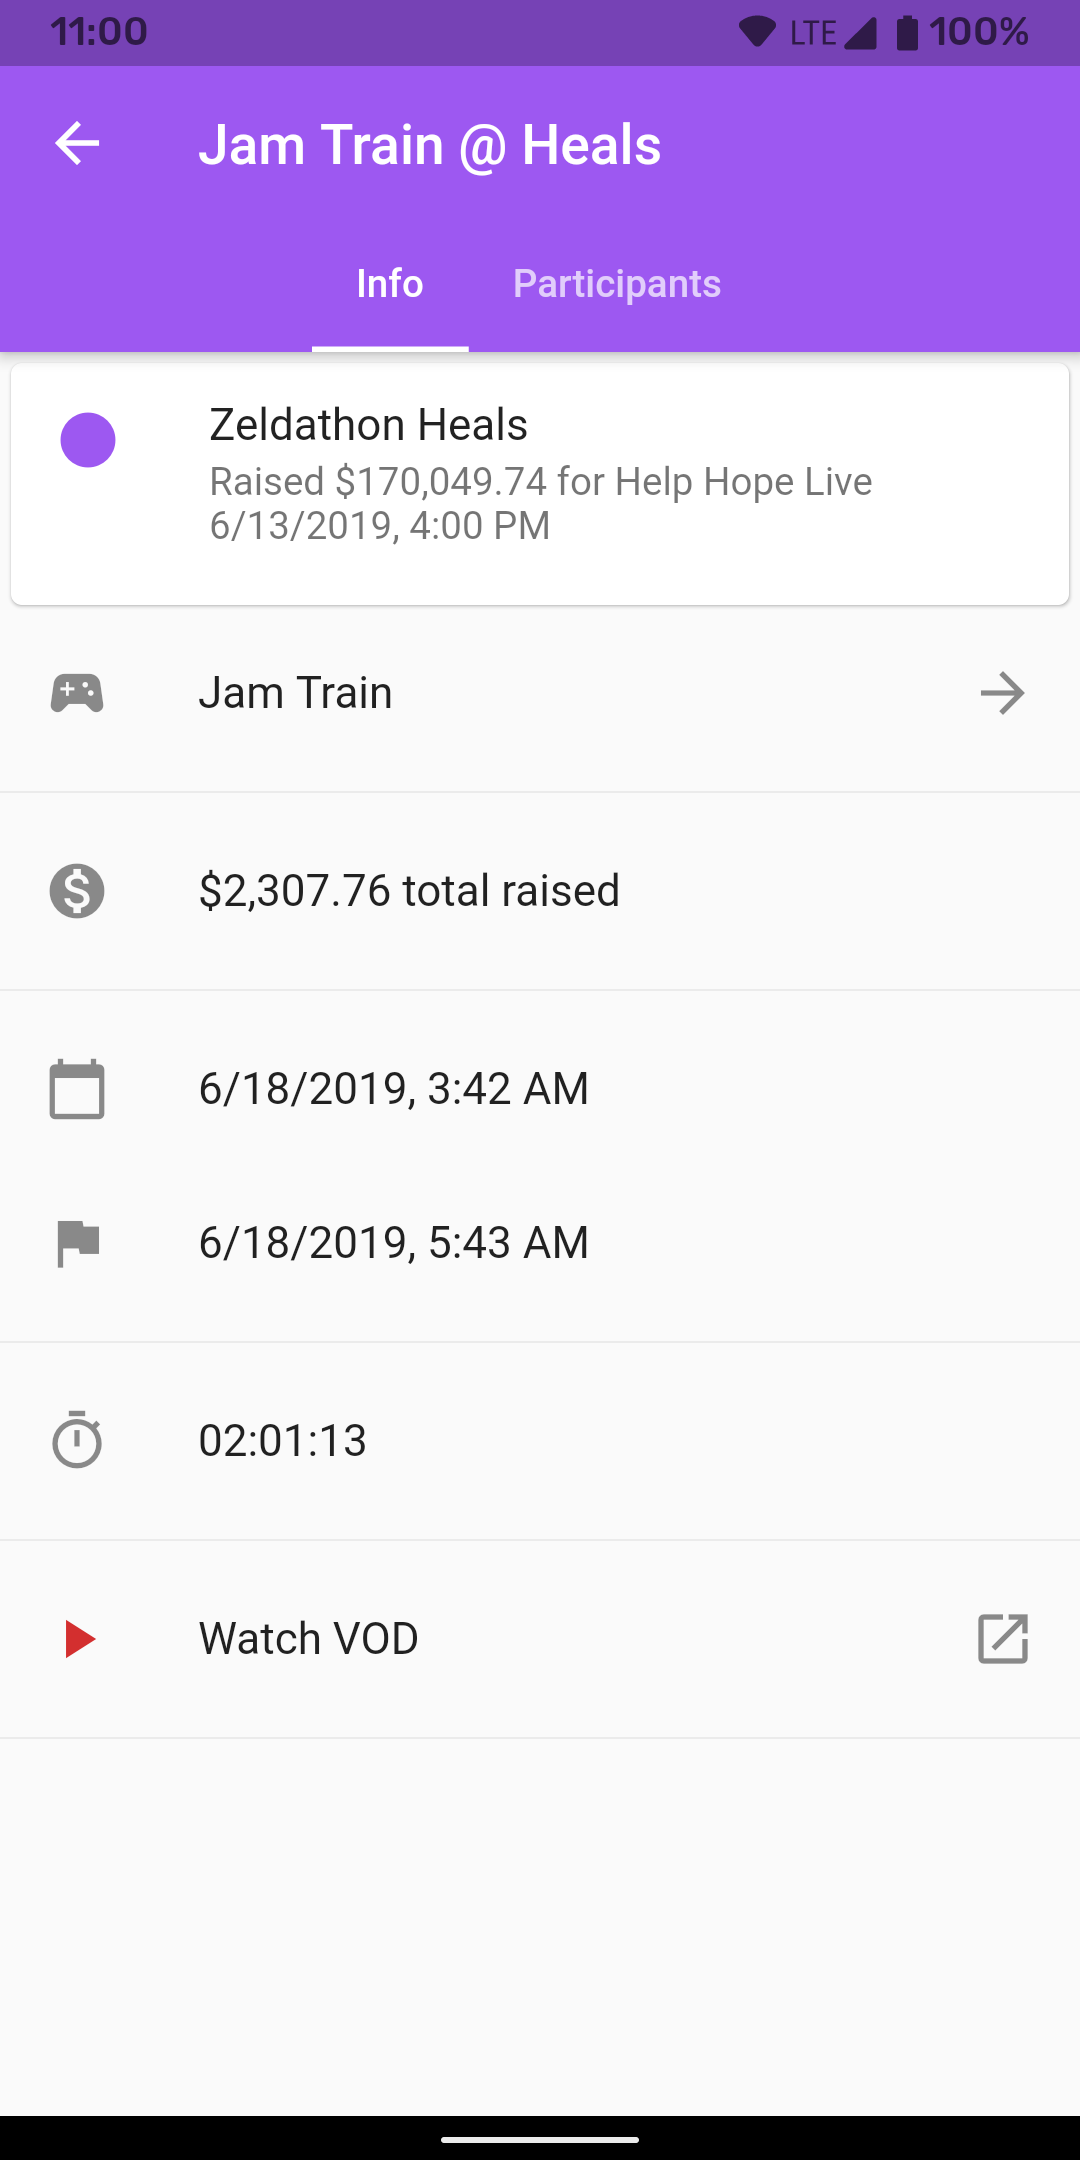 11:00 LTE 100%
Jam Train @ Heals
Info Participants
Zeldathon Heals
Raised $170,049.74 for Help Hope Live
6/13/2019, 4:00 PM
Jam Train
$2,307.76 total raised
6/18/2019, 3:42 AM
6/18/2019, 5:43 AM
02:01:13
Watch VOD